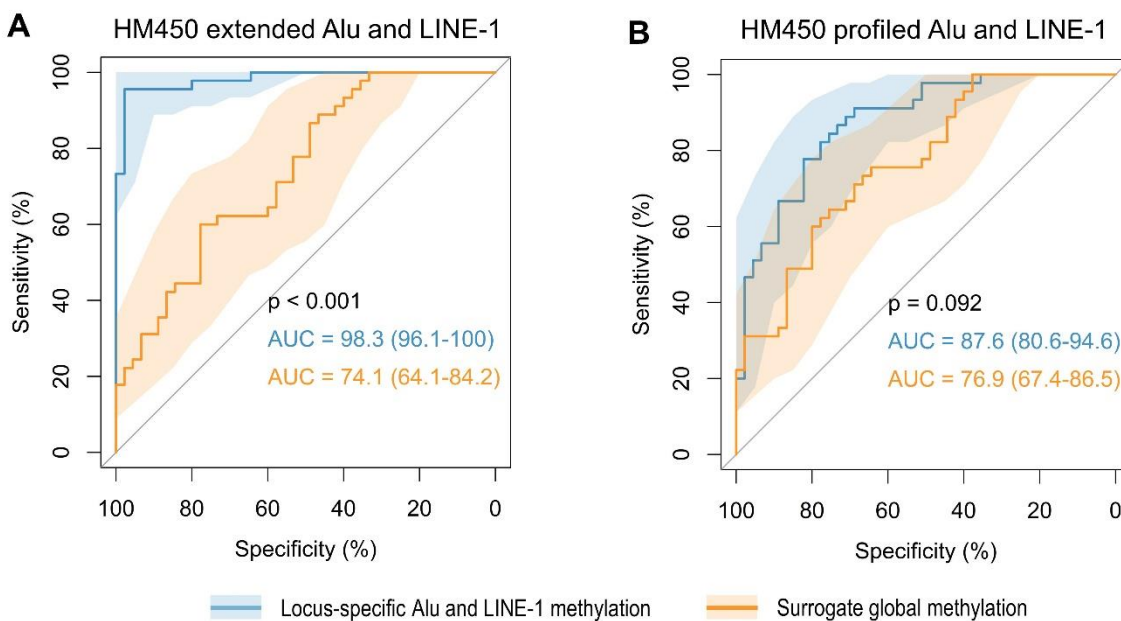 A
HM450 extended Alu and LINE-1
Sensitivity (%)
100
80
60
40
20
0
p < 0.001
AUC = 98.3 (96.1-100)
AUC = 74.1 (64.1-84.2)
100 80 60 40 20 0
Specificity (%)
B
HM450 profiled Alu and LINE-1
Sensitivity (%)
100
80
60
40
20
0
p = 0.092
AUC = 87.6 (80.6-94.6)
AUC = 76.9 (67.4-86.5)
100 80 60 40 20 0
Specificity (%)
Locus-specific Alu and LINE-1 methylation
Surrogate global methylation